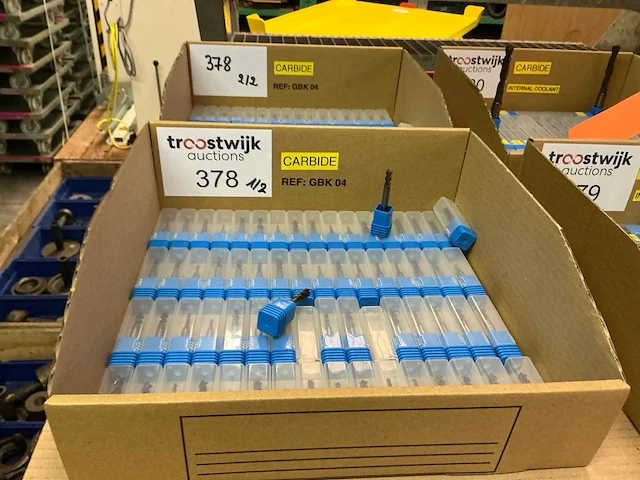 378
2/2
CARBIDE
REF: GBK 04
troostwijk
auctions
378 1/2
CARBIDE
REF: GBK 04
troostwijk
auctions
CARBIDE
INTERNAL COOLANT
troostwijk
auctions